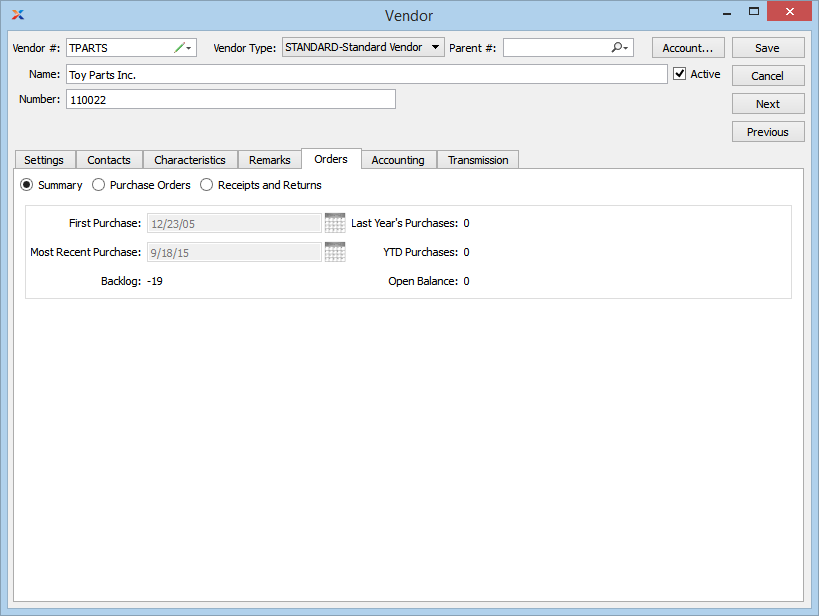 Vendor
Vendor #: TPARTS Vendor Type: STANDARD-Standard Vendor Parent #: Account... Save
Name: Toy Parts Inc. Active Cancel
Number: 110022 Next
Previous
Settings Contacts Characteristics Remarks Orders Accounting Transmission
Summary Purchase Orders Receipts and Returns
First Purchase: 12/23/05 Last Year's Purchases: 0
Most Recent Purchase: 9/18/15 YTD Purchases: 0
Backlog: -19 Open Balance: 0